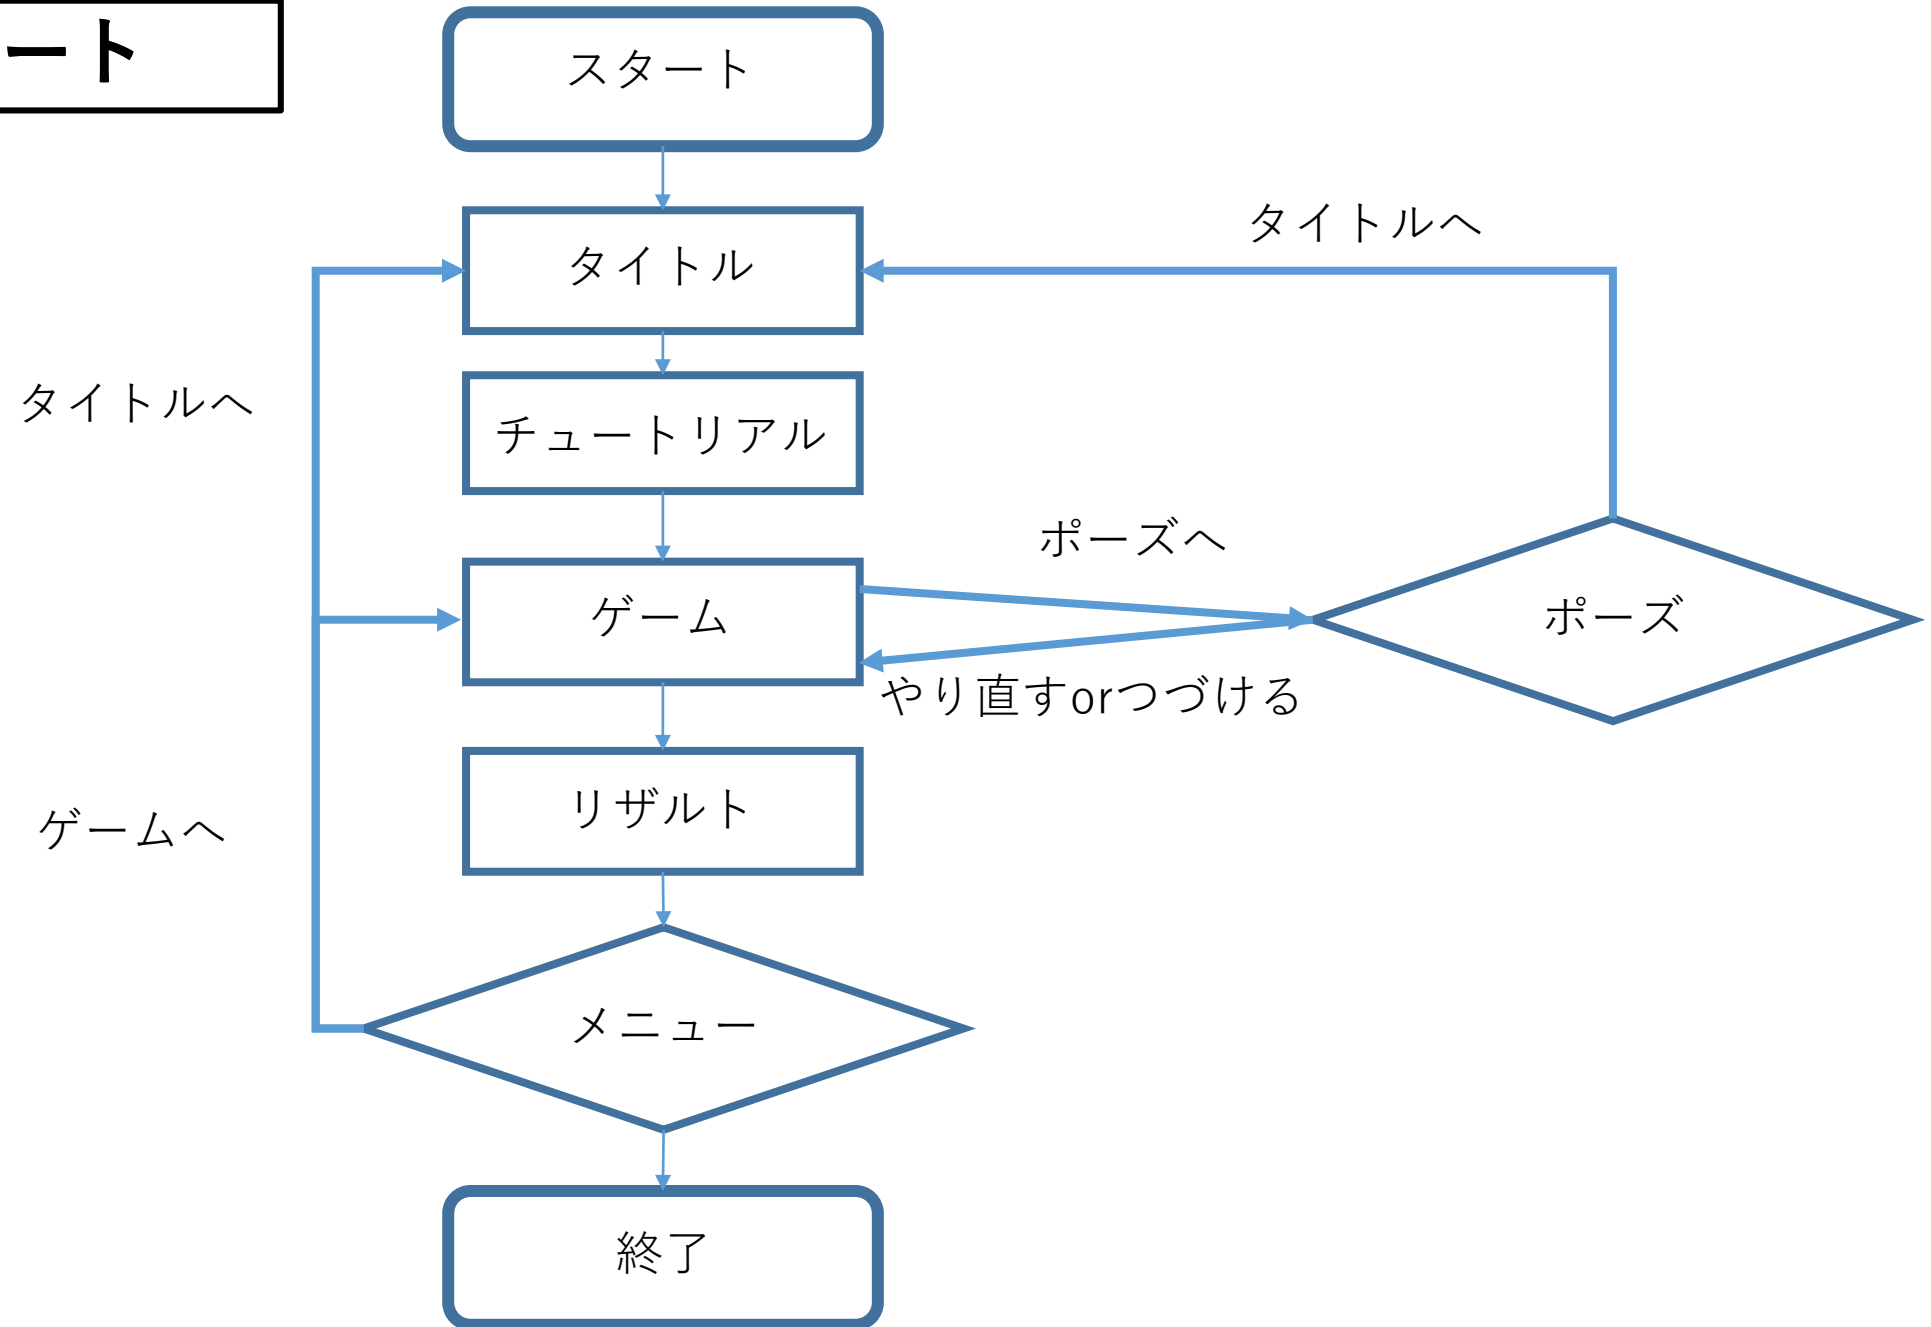 ート
スタート
タイトルへ
タイトル
タイトルへ
チュートリアル
ポーズへ
ゲーム
ポーズ
やり直すorつづける
リザルト
ゲームへ
メニュー
終了